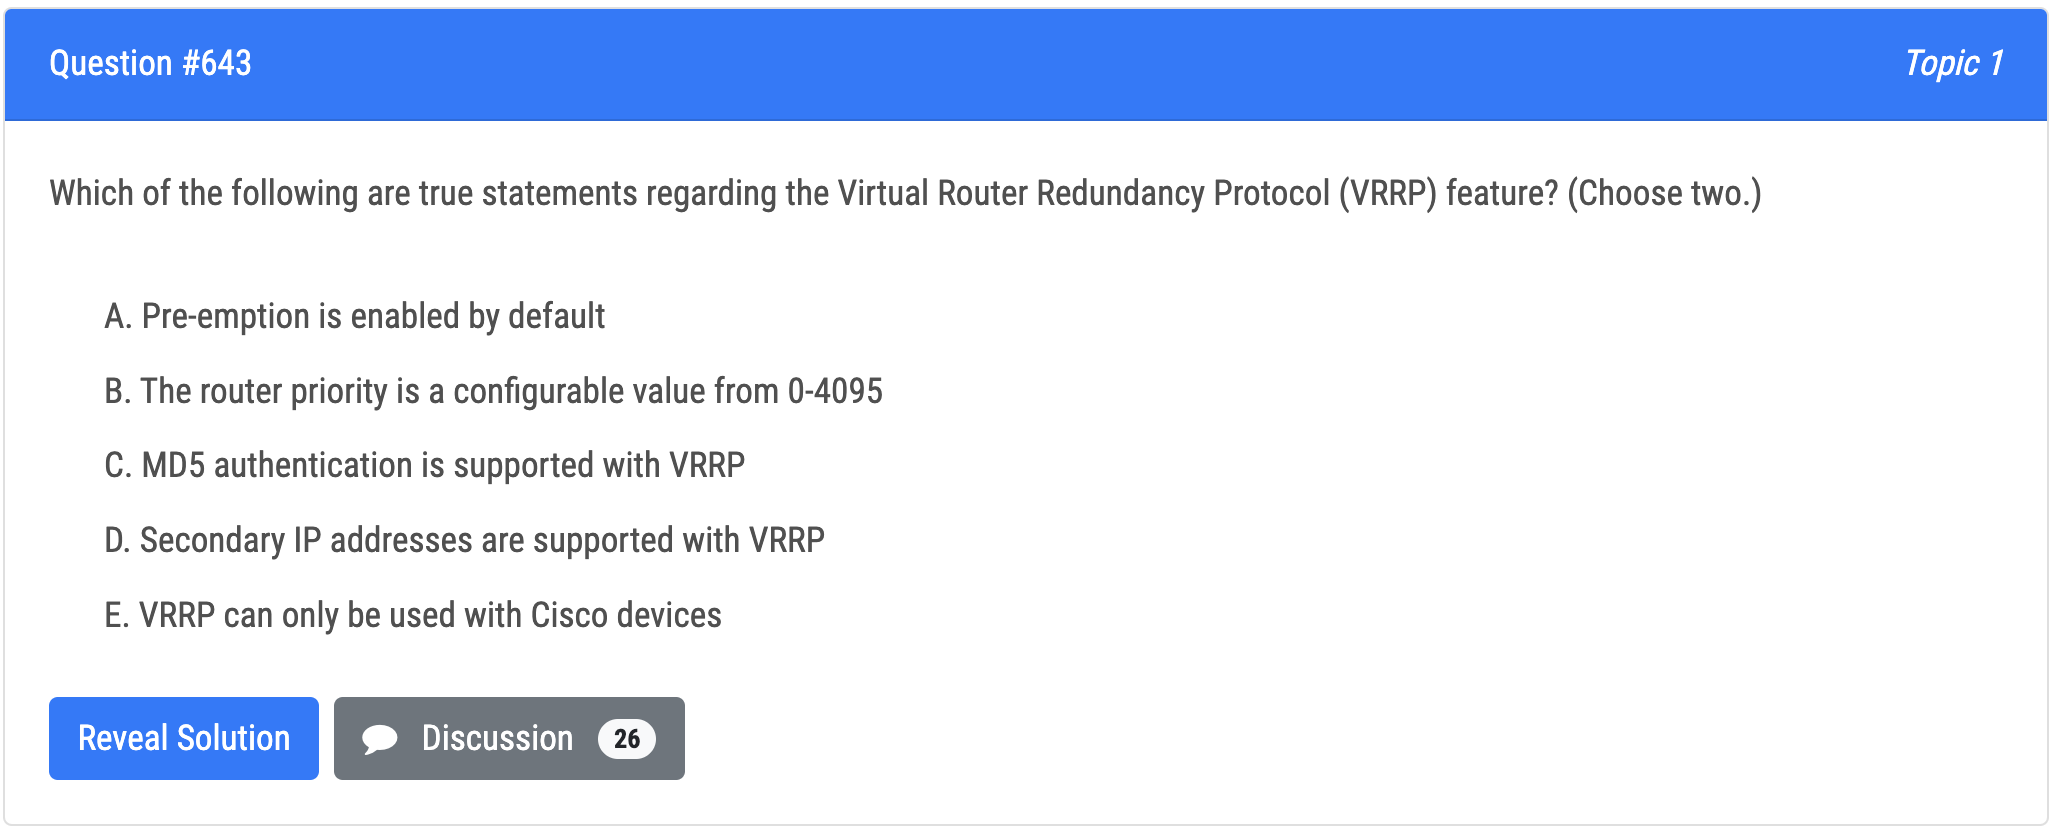 Question #643
Topic 1
Which of the following are true statements regarding the Virtual Router Redundancy Protocol (VRRP) feature? (Choose two.)
A. Pre-emption is enabled by default
B. The router priority is a configurable value from 0-4095
C. MD5 authentication is supported with VRRP
D. Secondary IP addresses are supported with VRRP
E. VRRP can only be used with Cisco devices
Reveal Solution
Discussion 26